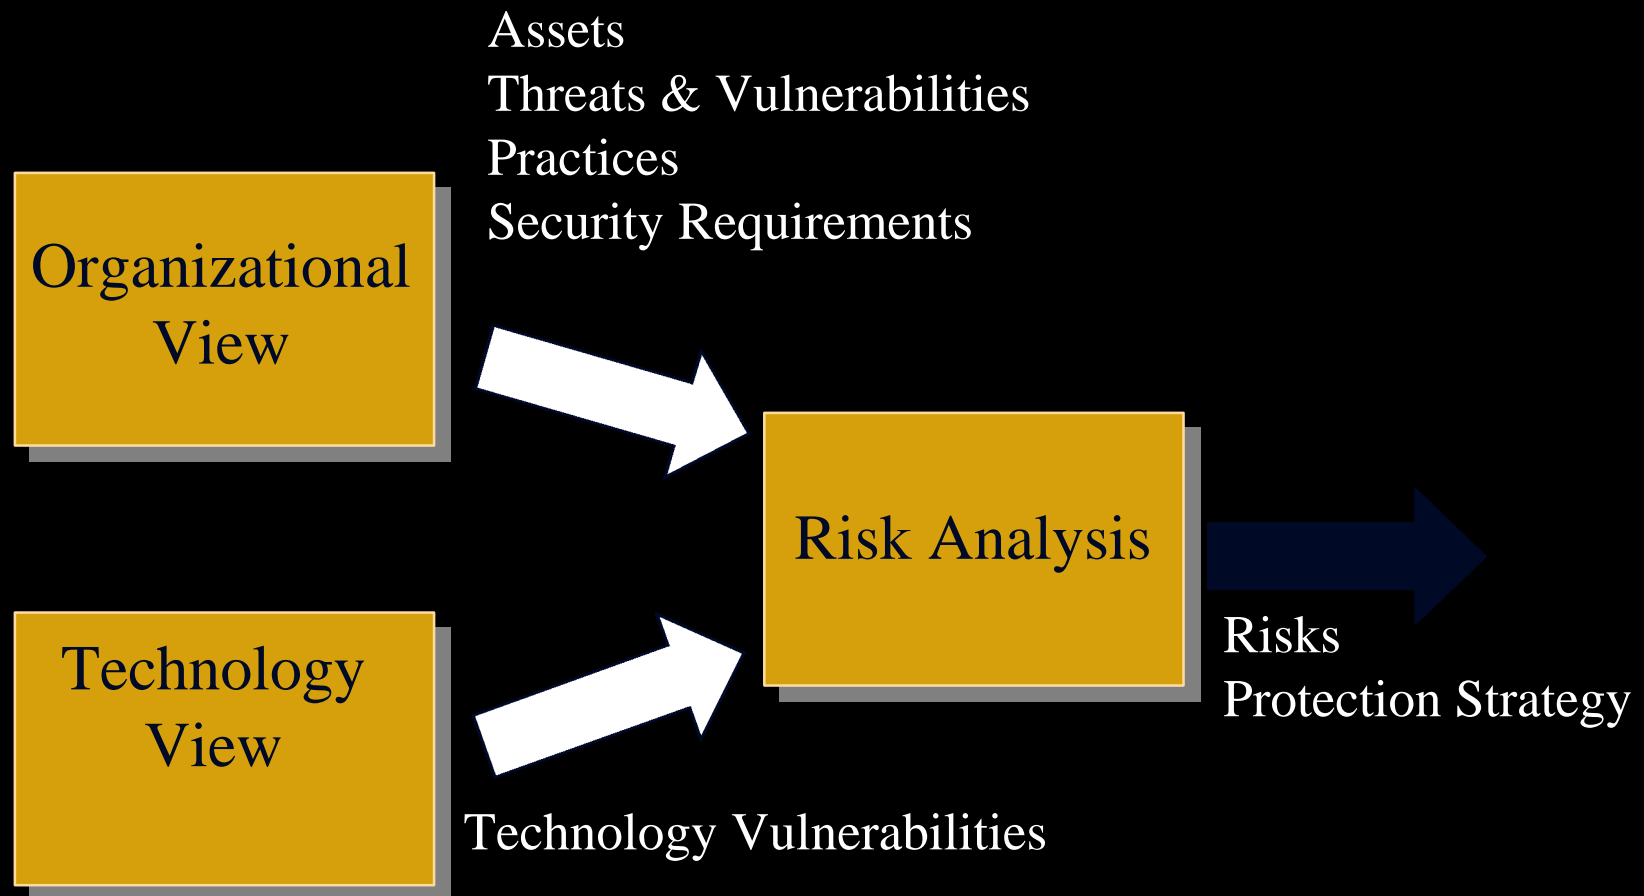 Assets
Threats & Vulnerabilities
Practices
Security Requirements
Organizational
View
Risk Analysis
Risks
Protection Strategy
Technology
View
Technology Vulnerabilities